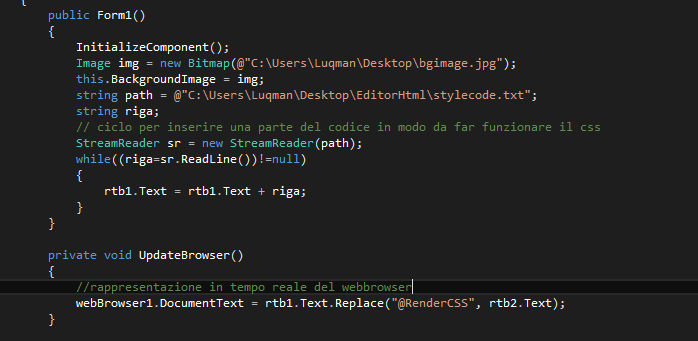 {
public Form1()
{
InitializeComponent();
Image img = new Bitmap(@"C:\Users\Luqman\Desktop\bgimage.jpg");
this.BackgroundImage = img;
string path = @"C:\Users\Luqman\Desktop\EditorHtml\stylecode.txt";
string riga;
// ciclo per inserire una parte del codice in modo da far funzionare il css
StreamReader sr = new StreamReader(path);
while((riga=sr.ReadLine())!=null)
{
rtb1.Text = rtb1.Text + riga;
}
}
private void UpdateBrowser()
{
//rappresentazione in tempo reale del webbrowser
webBrowser1.DocumentText = rtb1.Text.Replace("@RenderCSS", rtb2.Text);
}